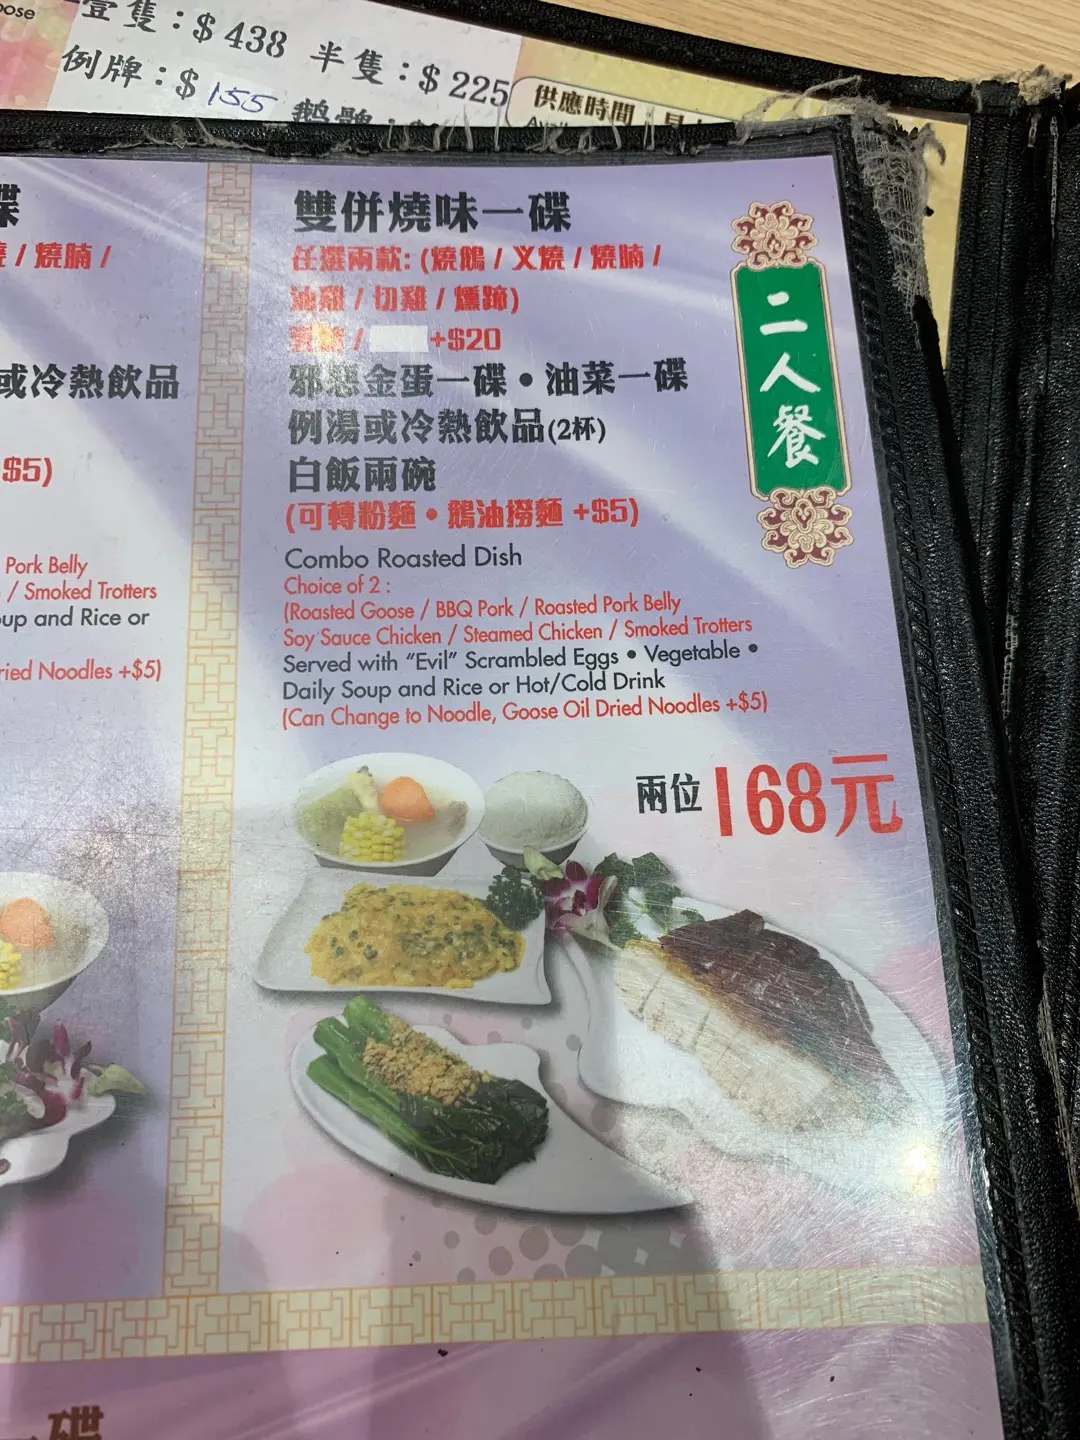 oose
壹隻：$438 半隻：$225
例牌：$155
供應時間
碟
/ 燒腩 /
或冷熱飲品
$5)
Pork Belly
/ Smoked Trotters
oup and Rice or
ried Noodles +$5)
雙併燒味一碟
任選兩款: (燒鵝 / 叉燒 / 燒腩 /
油雞 / 切雞 / 燻蹄)
/ +$20
邪惡金蛋一碟 • 油菜一碟
例湯或冷熱飲品(2杯)
白飯兩碗
(可轉粉麵 • 鵝油撈麵 +$5)
Combo Roasted Dish
Choice of 2 :
(Roasted Goose / BBQ Pork / Roasted Pork Belly
Soy Sauce Chicken / Steamed Chicken / Smoked Trotters
Served with “Evil” Scrambled Eggs • Vegetable •
Daily Soup and Rice or Hot/Cold Drink
(Can Change to Noodle, Goose Oil Dried Noodles +$5)
二人餐
兩位168元
一碟